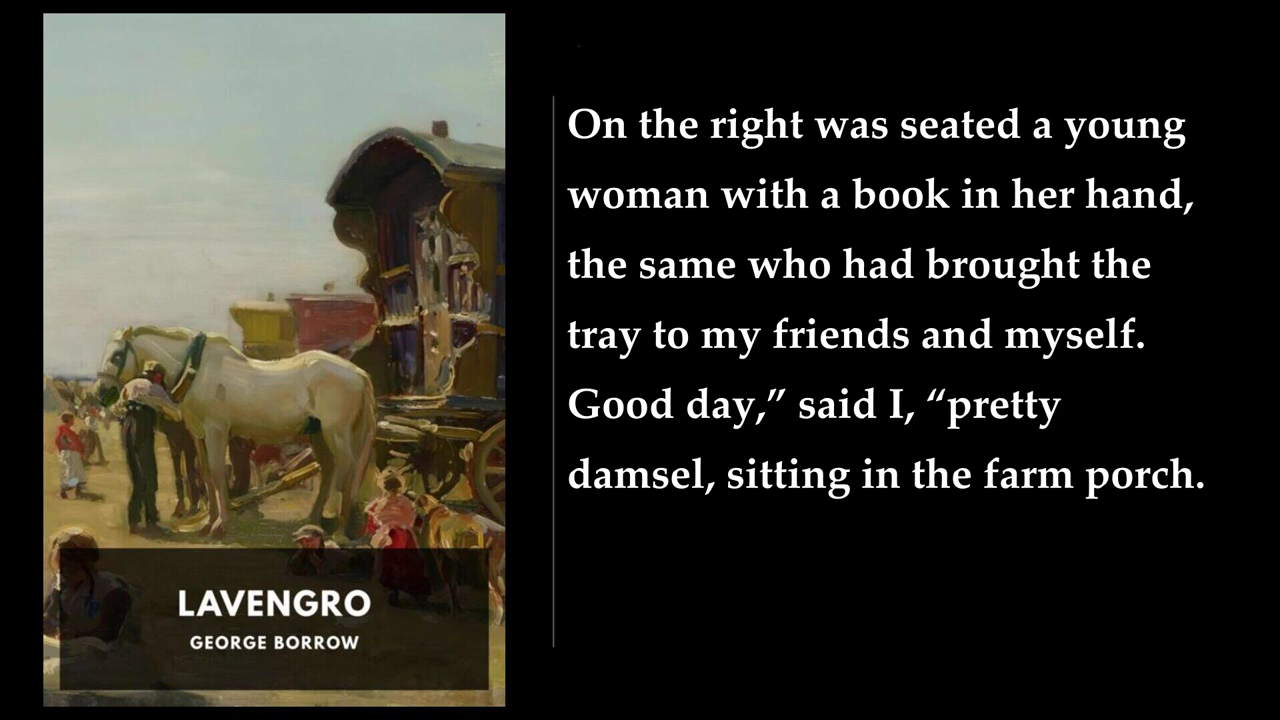 On the right was seated a young
woman with a book in her hand,
the same who had brought the
tray to my friends and myself.
Good day,” said I, “pretty
damsel, sitting in the farm porch.
LAVENGRO
GEORGE BORROW